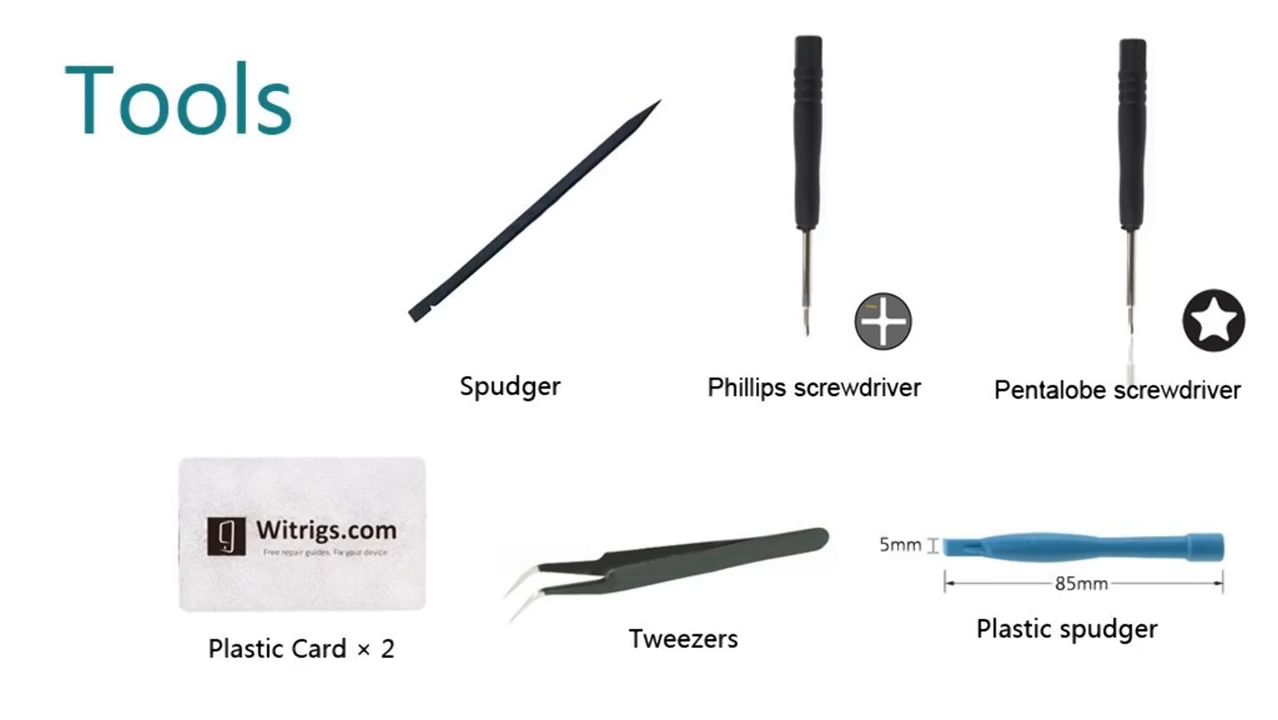 Tools
Spudger
Phillips screwdriver
Pentalobe screwdriver
Witrigs.com
Free repair guides. Fix your device
Plastic Card × 2
Tweezers
5mm
85mm
Plastic spudger